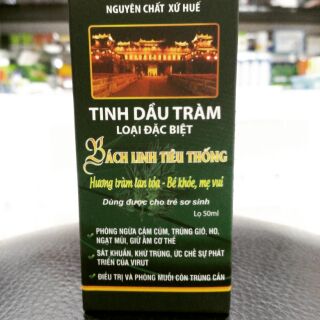 NGUYÊN CHẤT XỨ HUẾ
TINH DẦU TRÀM
LOẠI ĐẶC BIỆT
BÁCH LINH TIÊU THỐNG
Hương tràm lan tỏa - Bé khỏe, mẹ vui
Dùng được cho trẻ sơ sinh
Lọ 50ml
PHÒNG NGỪA CẢM CÚM, TRÚNG GIÓ, HO,
NGẠT MŨI, GIỮ ẤM CƠ THỂ
SÁT KHUẨN, KHỬ TRÙNG, ỨC CHẾ SỰ PHÁT
TRIỂN CỦA VIRUT
ĐIỀU TRỊ VÀ PHÒNG MUỖI CÔN TRÙNG CẮN